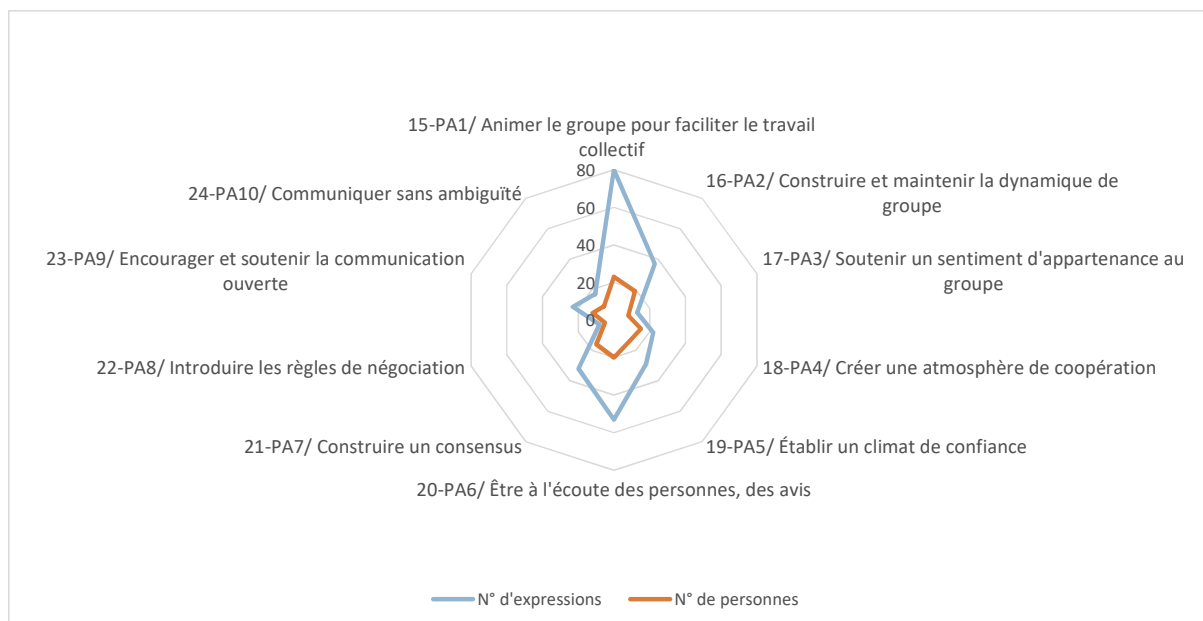 15-PA1/ Animer le groupe pour faciliter le travail
collectif
80
60
40
20
0
16-PA2/ Construire et maintenir la dynamique de
groupe
17-PA3/ Soutenir un sentiment d'appartenance au
groupe
18-PA4/ Créer une atmosphère de coopération
19-PA5/ Établir un climat de confiance
20-PA6/ Être à l'écoute des personnes, des avis
21-PA7/ Construire un consensus
22-PA8/ Introduire les règles de négociation
23-PA9/ Encourager et soutenir la communication
ouverte
24-PA10/ Communiquer sans ambiguïté
N° d'expressions
N° de personnes